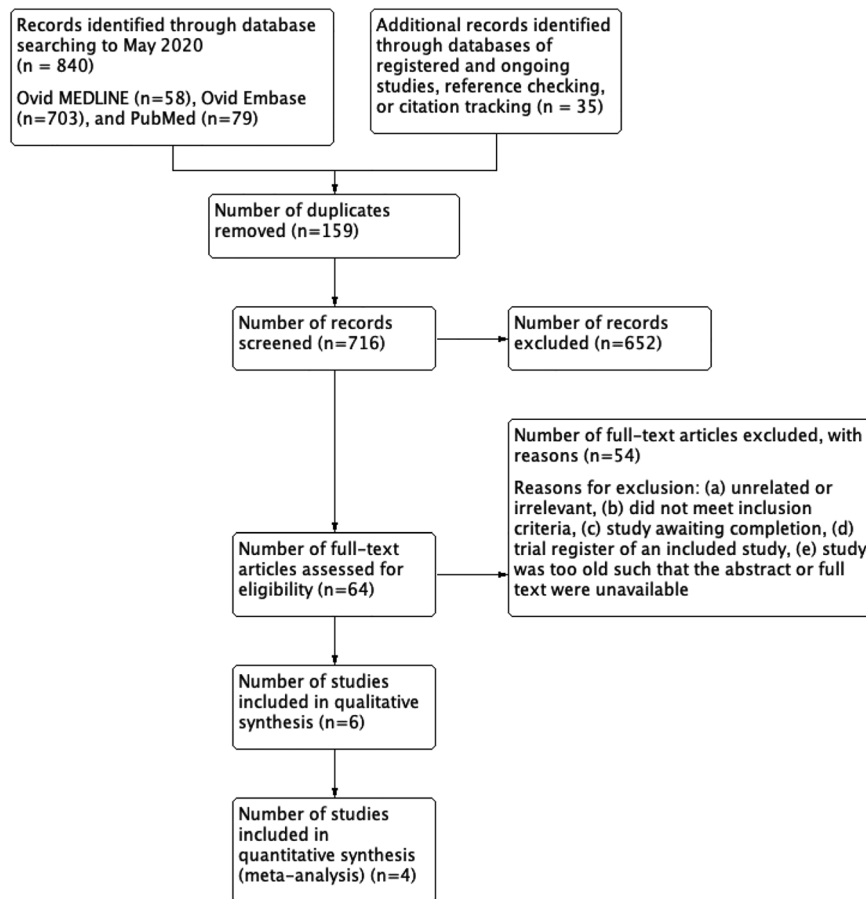 Records identified through database
searching to May 2020
(n = 840)
Ovid MEDLINE (n=58), Ovid Embase
(n=703), and PubMed (n=79)
Additional records identified
through databases of
registered and ongoing
studies, reference checking,
or citation tracking (n = 35)
Number of duplicates
removed (n=159)
Number of records
screened (n=716)
Number of records
excluded (n=652)
Number of full-text articles excluded, with
reasons (n=54)
Reasons for exclusion: (a) unrelated or
irrelevant, (b) did not meet inclusion
criteria, (c) study awaiting completion, (d)
trial register of an included study, (e) study
was too old such that the abstract or full
text were unavailable
Number of full-text
articles assessed for
eligibility (n=64)
Number of studies
included in qualitative
synthesis (n=6)
Number of studies
included in
quantitative synthesis
(meta-analysis) (n=4)